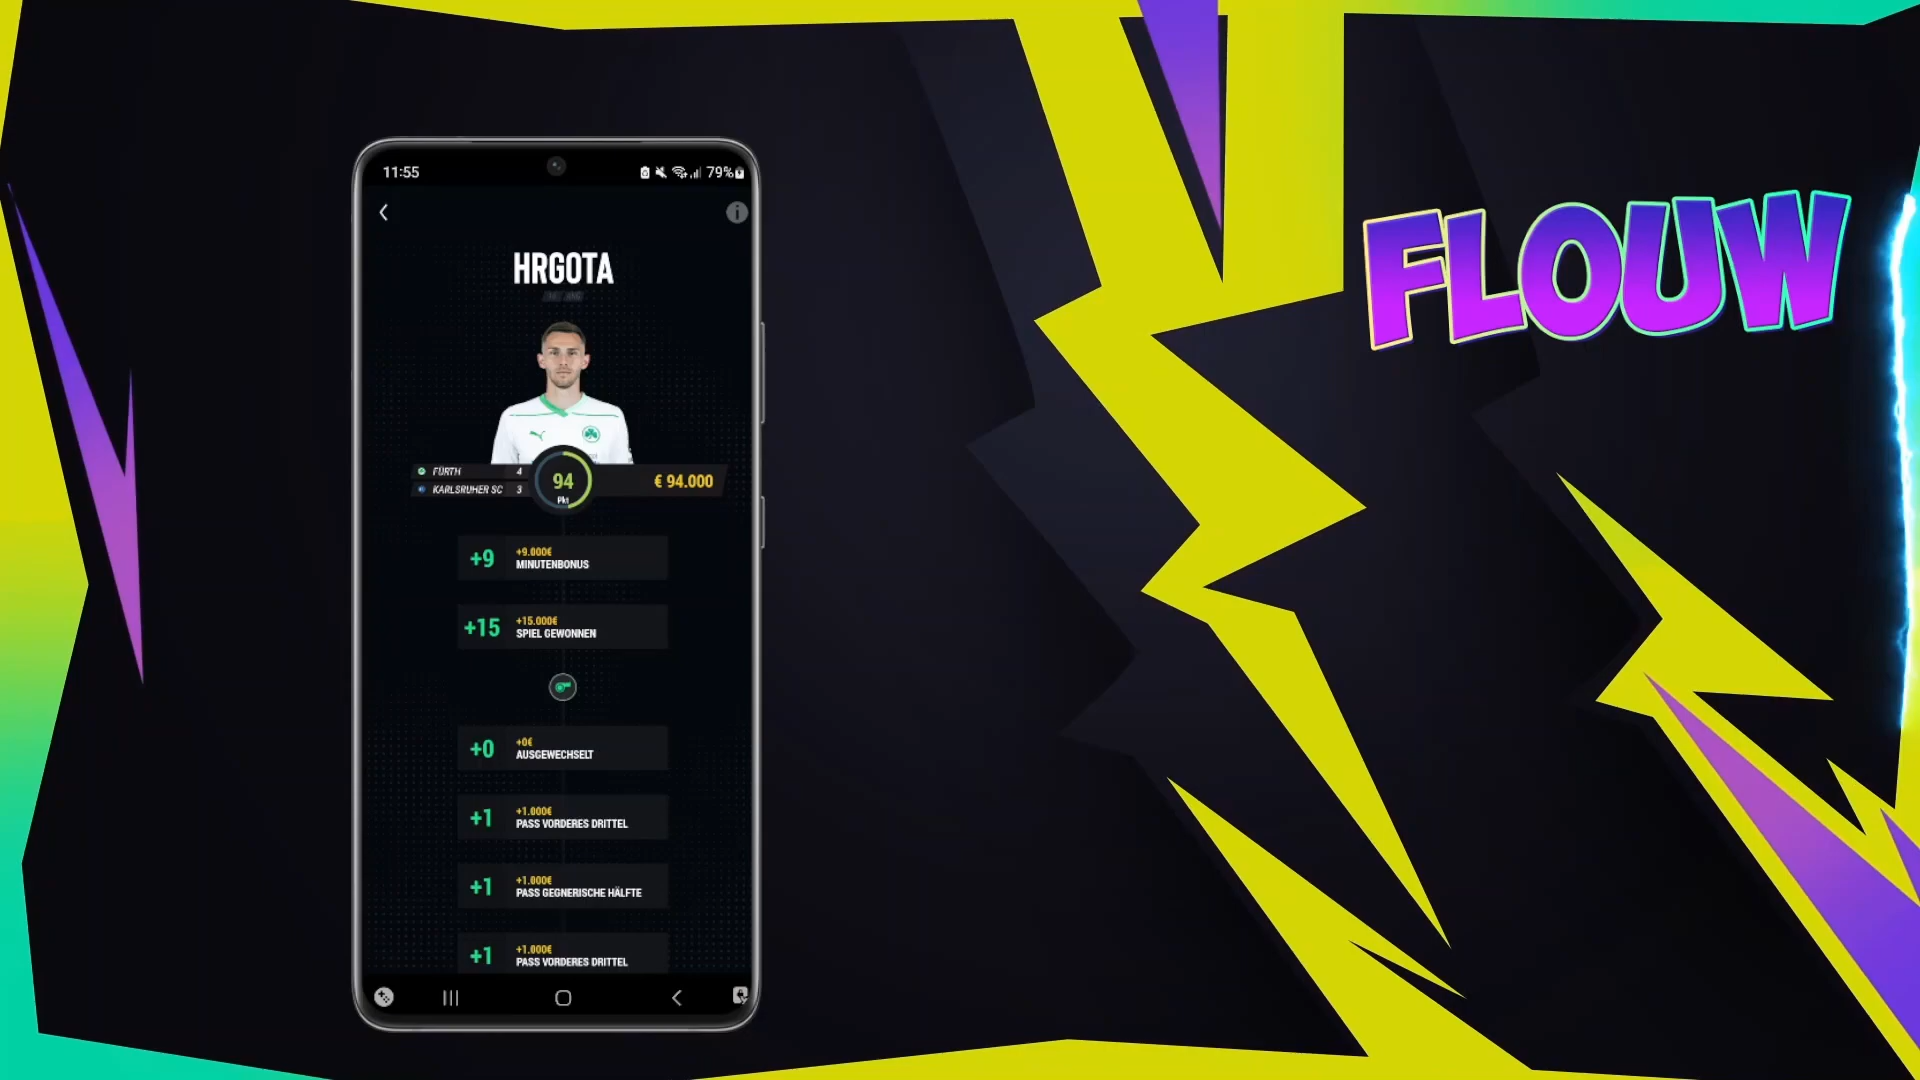 11:55
79%
HRGOTA
FÜRTH 4
KARLSRUHER SC 3
94
Pkt
€ 94.000
+9
+9.000€
MINUTENBONUS
+15
+15.000€
SPIEL GEWONNEN
+0
+0€
AUSGEWECHSELT
+1
+1.000€
PASS VORDERES DRITTEL
+1
+1.000€
PASS GEGNERISCHE HÄLFTE
+1
+1.000€
PASS VORDERES DRITTEL
FLOUW